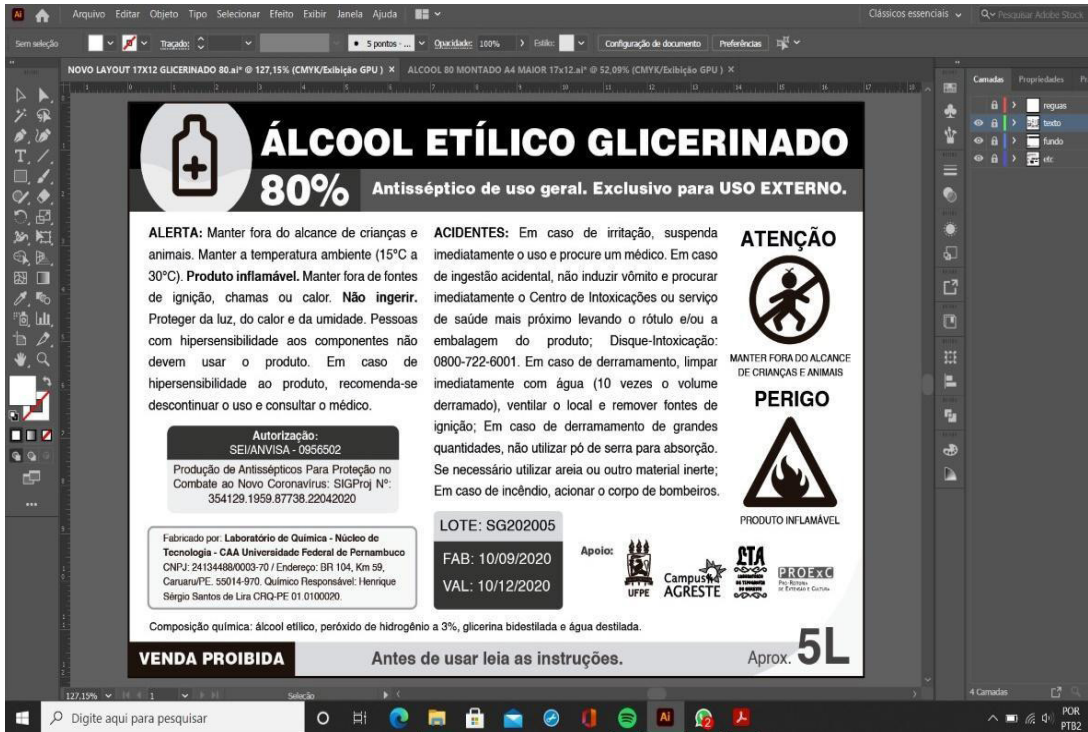 Arquivo Editar Objeto Tipo Selecionar Efeito Exibir Janela Ajuda
Clássicos essenciais
Pesquisar Adobe Stock
Sem seleção
Traçado:
5 pontos - ...
Opacidade: 100%
Estilo:
Configuração de documento
Preferências
NOVO LAYOUT 17X12 GLICERINADO 80.ai* @ 127,15% (CMYK/Exibição GPU) ×
ALCOOL 80 MONTADO A4 MAIOR 17x12.ai* @ 52,09% (CMYK/Exibição GPU) ×
Camadas Propriedades
reguas
texto
fundo
etc
ÁLCOOL ETÍLICO GLICERINADO
80% Antisséptico de uso geral. Exclusivo para USO EXTERNO.
ALERTA: Manter fora do alcance de crianças e
animais. Manter a temperatura ambiente (15ºC a
30ºC). Produto inflamável. Manter fora de fontes
de ignição, chamas ou calor. Não ingerir.
Proteger da luz, do calor e da umidade. Pessoas
com hipersensibilidade aos componentes não
devem usar o produto. Em caso de
hipersensibilidade ao produto, recomenda-se
descontinuar o uso e consultar o médico.
Autorização:
SEI/ANVISA - 0956502
Produção de Antissépticos Para Proteção no
Combate ao Novo Coronavírus: SIGProj Nº:
354129.1959.87738.22042020
Fabricado por: Laboratório de Química - Núcleo de
Tecnologia - CAA Universidade Federal de Pernambuco
CNPJ: 24134488/0003-70 / Endereço: BR 104, Km 59,
Caruaru/PE. 55014-970. Químico Responsável: Henrique
Sérgio Santos de Lira CRQ-PE 01.0100020.
ACIDENTES: Em caso de irritação, suspenda
imediatamente o uso e procure um médico. Em caso
de ingestão acidental, não induzir vômito e procurar
imediatamente o Centro de Intoxicações ou serviço
de saúde mais próximo levando o rótulo e/ou a
embalagem do produto; Disque-Intoxicação:
0800-722-6001. Em caso de derramamento, limpar
imediatamente com água (10 vezes o volume
derramado), ventilar o local e remover fontes de
ignição; Em caso de derramamento de grandes
quantidades, não utilizar pó de serra para absorção.
Se necessário utilizar areia ou outro material inerte;
Em caso de incêndio, acionar o corpo de bombeiros.
LOTE: SG202005
FAB: 10/09/2020
VAL: 10/12/2020
ATENÇÃO
MANTER FORA DO ALCANCE
DE CRIANÇAS E ANIMAIS
PERIGO
PRODUTO INFLAMÁVEL
Apoio:
UFPE
Campus
AGRESTE
LTA
PROExC
Pró-Reitoria
de Extensão e Cultura
Composição química: álcool etílico, peróxido de hidrogênio a 3%, glicerina bidestilada e água destilada.
VENDA PROIBIDA
Antes de usar leia as instruções.
Aprox. 5L
127,15%
1
Seleção
4 Camadas
Digite aqui para pesquisar
POR
PTB2